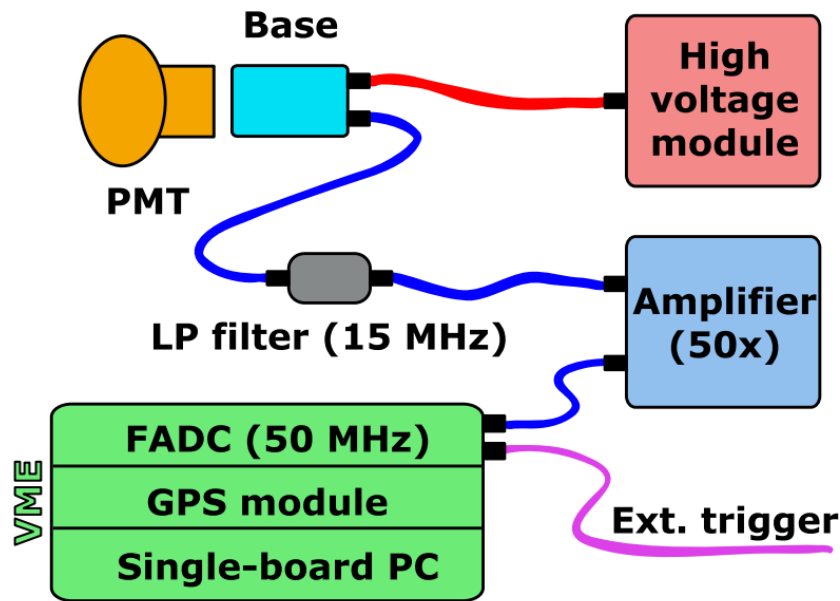 Base
High
voltage
module
PMT
LP filter (15 MHz)
Amplifier
(50x)
VME
FADC (50 MHz)
GPS module
Single-board PC
Ext. trigger